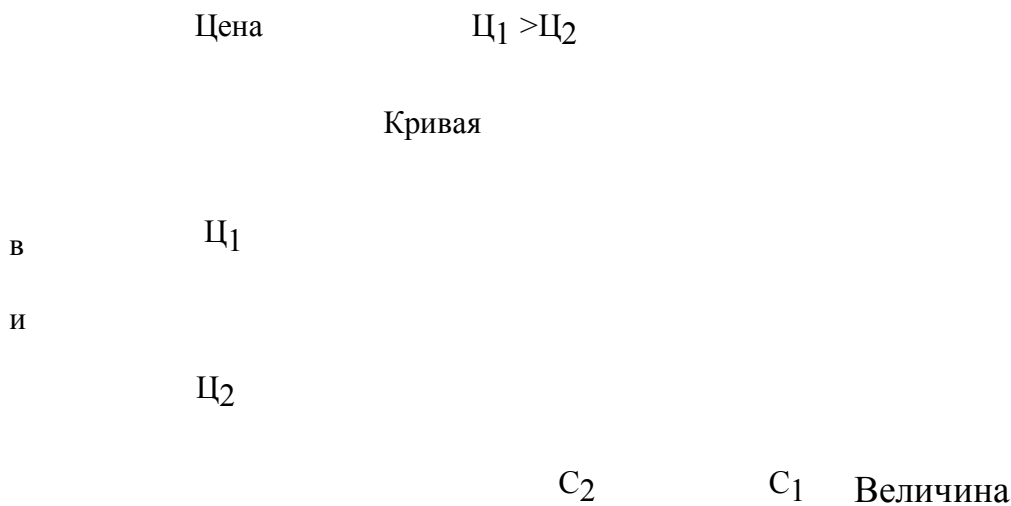 Цена Ц1 >Ц2
Кривая
в Ц1
и
Ц2
С2 С1 Величина